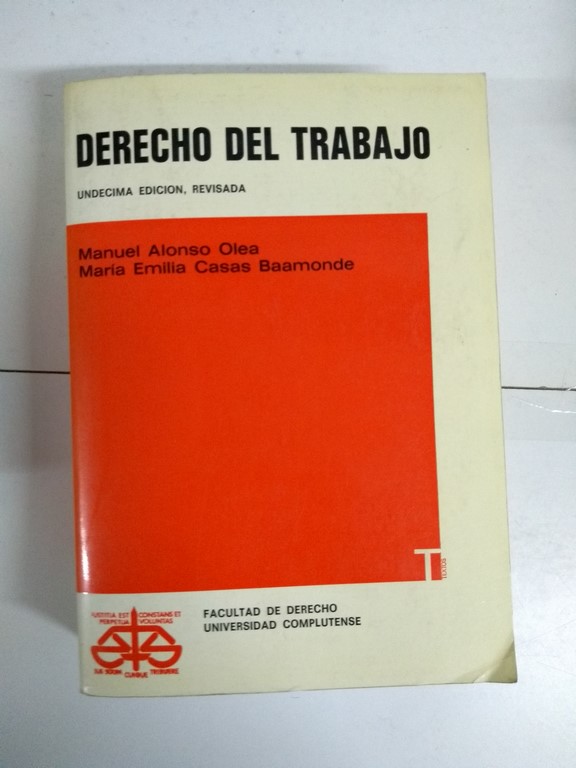 DERECHO DEL TRABAJO
UNDECIMA EDICION, REVISADA
Manuel Alonso Olea
María Emilia Casas Baamonde
T
FACULTAD DE DERECHO
UNIVERSIDAD COMPLUTENSE
IUSTITIA EST CONSTANS ET
PERPETUA VOLUNTAS
IUS SUUM CUIQUE TRIBUERE